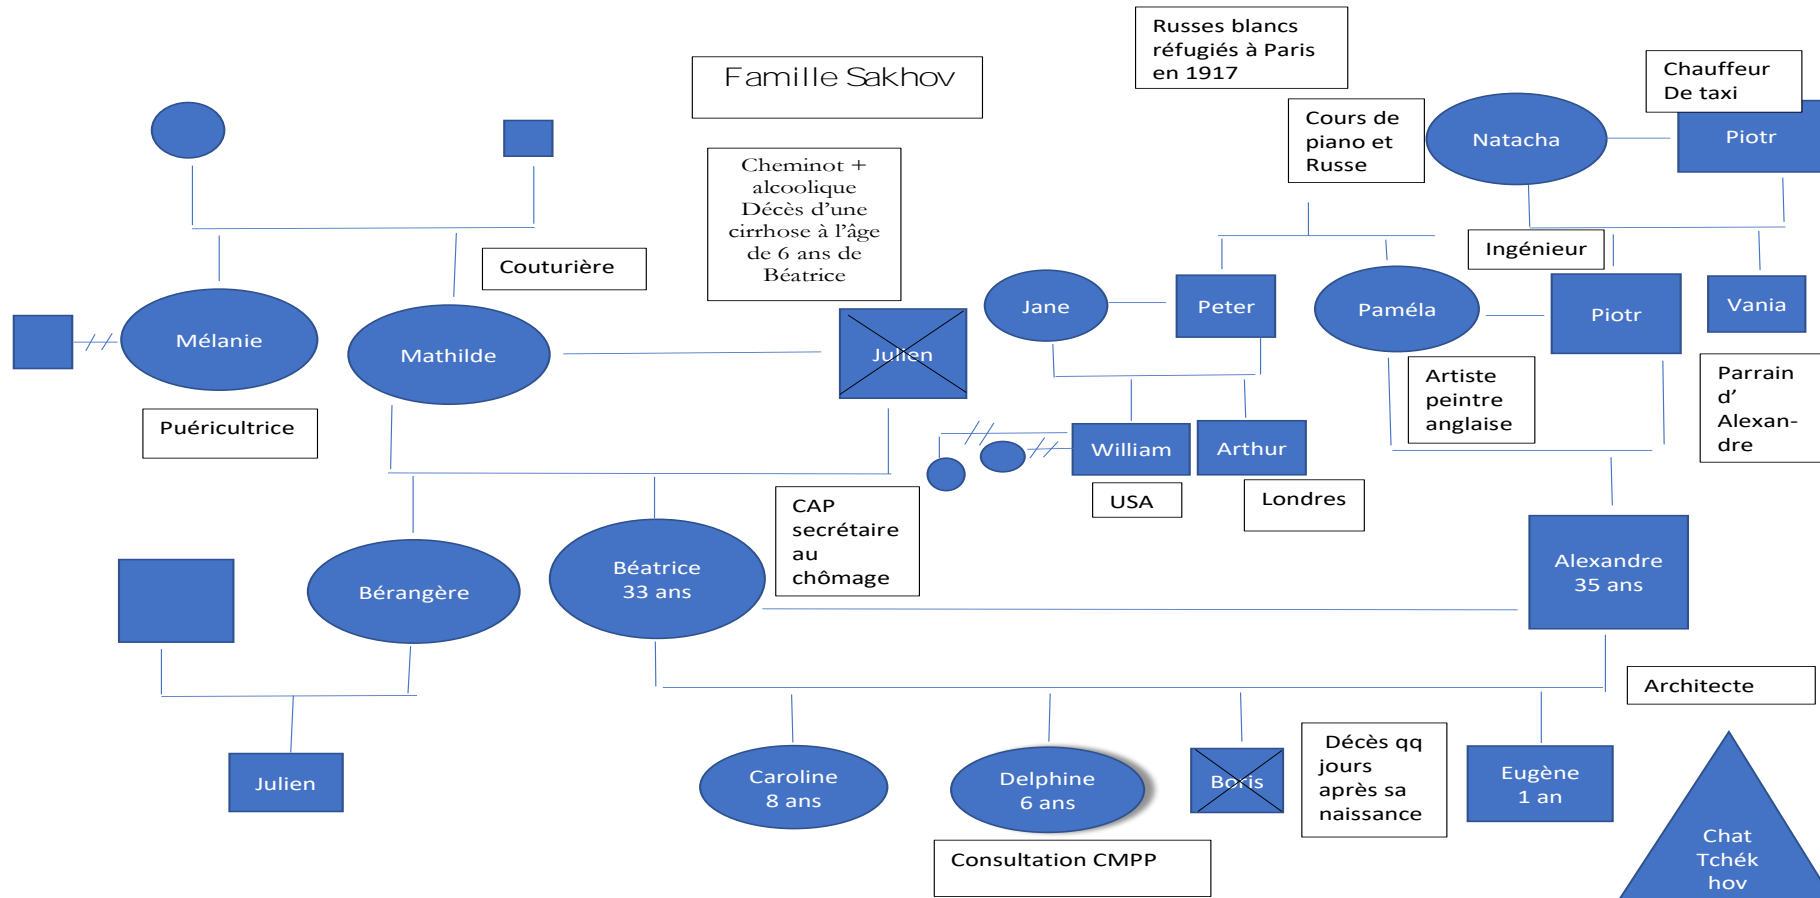 Russes blancs
réfugiés à Paris
en 1917
Famille Sakhov
Chauffeur
De taxi
Cours de
piano et
Russe
Natacha
Piotr
Cheminot +
alcoolique
Décès d'une
cirrhose à l'âge
de 6 ans de
Béatrice
Couturière
Ingénieur
Jane
Peter
Paméla
Piotr
Vania
Mélanie
Mathilde
Julien
Artiste
peintre
anglaise
Parrain
d'
Alexan-
dre
Puéricultrice
William
Arthur
USA
Londres
CAP
secrétaire
au
chômage
Bérangère
Béatrice
33 ans
Alexandre
35 ans
Architecte
Julien
Caroline
8 ans
Delphine
6 ans
Boris
Décès qq
jours
après sa
naissance
Eugène
1 an
Consultation CMPP
Chat
Tchék
hov